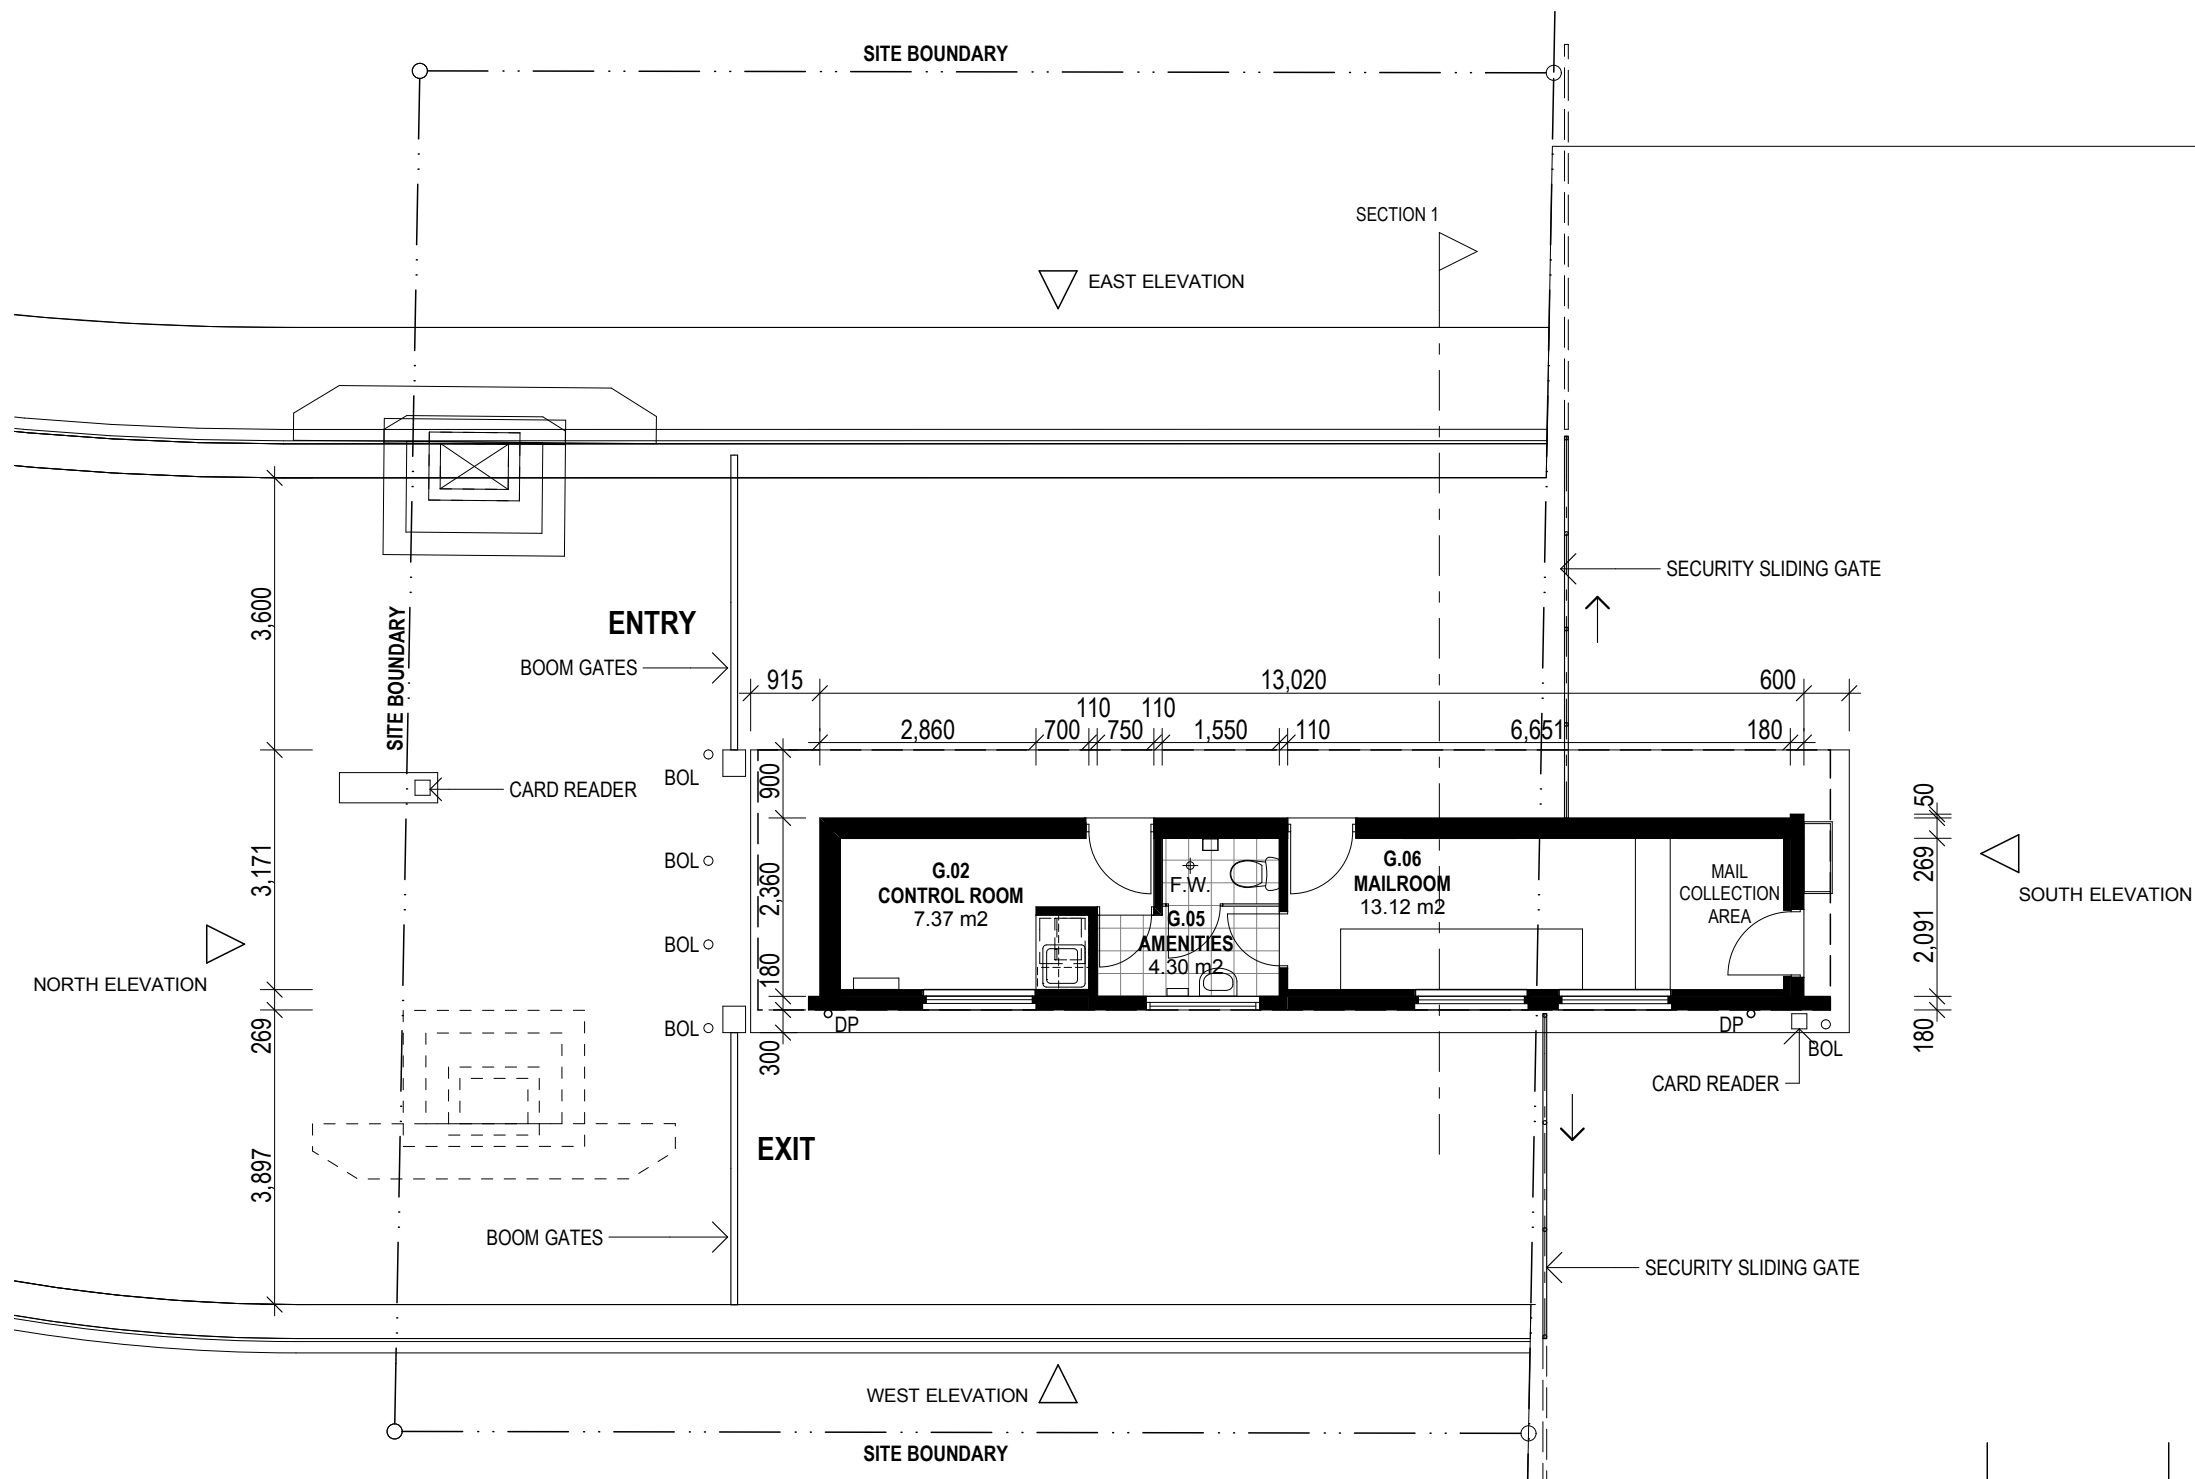 SITE BOUNDARY
SECTION 1
EAST ELEVATION
SECURITY SLIDING GATE
3,600
SITE BOUNDARY
ENTRY
BOOM GATES
915
13,020
600
110
110
2,860
700
750
1,550
110
6,651
180
BOL
CARD READER
900
50
3,171
BOL
2,360
G.02
CONTROL ROOM
7.37 m2
F.W.
G.05
AMENITIES
4.30 m2
G.06
MAILROOM
13.12 m2
MAIL
COLLECTION
AREA
269
SOUTH ELEVATION
2,091
BOL
180
NORTH ELEVATION
269
BOL
DP
DP
BOL
180
300
CARD READER
EXIT
3,897
BOOM GATES
SECURITY SLIDING GATE
WEST ELEVATION
SITE BOUNDARY